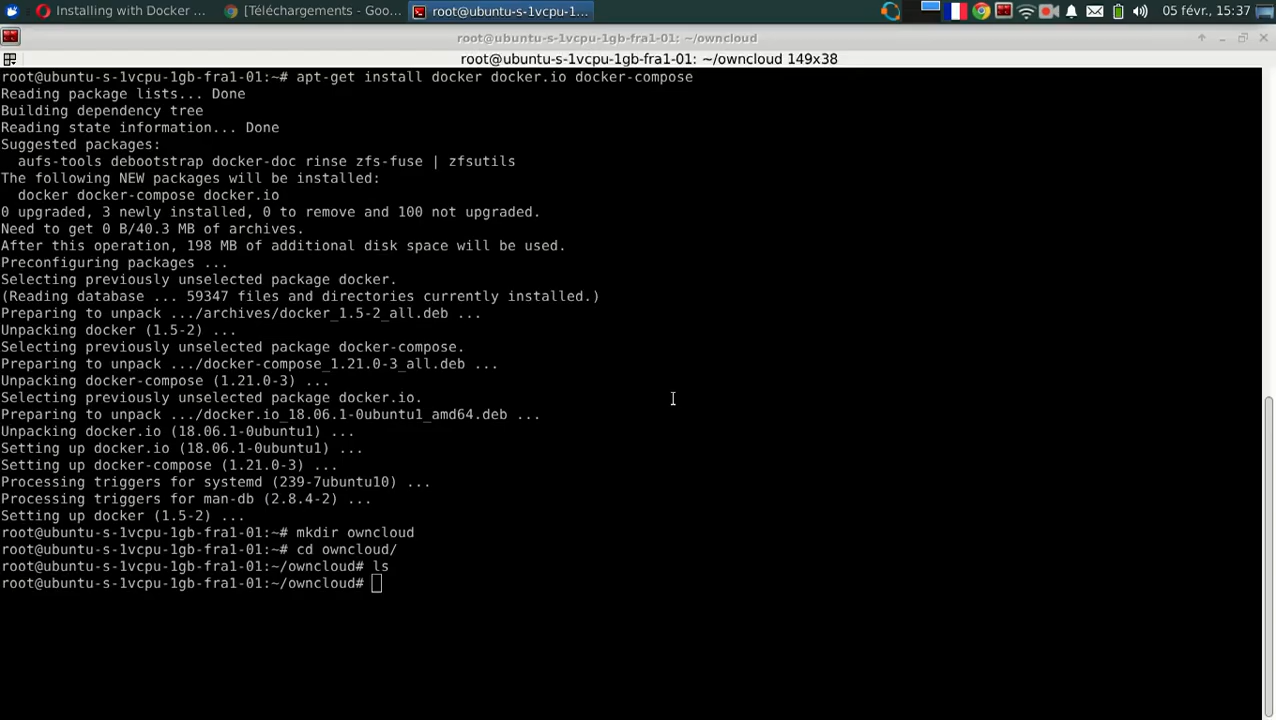 Installing with Docker ...
[Téléchargements - Goo...
root@ubuntu-s-1vcpu-1...
05 févr., 15:37
root@ubuntu-s-1vcpu-1gb-fra1-01: ~/owncloud
root@ubuntu-s-1vcpu-1gb-fra1-01: ~/owncloud 149x38
root@ubuntu-s-1vcpu-1gb-fra1-01:~# apt-get install docker docker.io docker-compose
Reading package lists... Done
Building dependency tree
Reading state information... Done
Suggested packages:
  aufs-tools debootstrap docker-doc rinse zfs-fuse | zfsutils
The following NEW packages will be installed:
  docker docker-compose docker.io
0 upgraded, 3 newly installed, 0 to remove and 100 not upgraded.
Need to get 0 B/40.3 MB of archives.
After this operation, 198 MB of additional disk space will be used.
Preconfiguring packages ...
Selecting previously unselected package docker.
(Reading database ... 59347 files and directories currently installed.)
Preparing to unpack .../archives/docker_1.5-2_all.deb ...
Unpacking docker (1.5-2) ...
Selecting previously unselected package docker-compose.
Preparing to unpack .../docker-compose_1.21.0-3_all.deb ...
Unpacking docker-compose (1.21.0-3) ...
Selecting previously unselected package docker.io.
Preparing to unpack .../docker.io_18.06.1-0ubuntu1_amd64.deb ...
Unpacking docker.io (18.06.1-0ubuntu1) ...
Setting up docker.io (18.06.1-0ubuntu1) ...
Setting up docker-compose (1.21.0-3) ...
Processing triggers for systemd (239-7ubuntu10) ...
Processing triggers for man-db (2.8.4-2) ...
Setting up docker (1.5-2) ...
root@ubuntu-s-1vcpu-1gb-fra1-01:~# mkdir owncloud
root@ubuntu-s-1vcpu-1gb-fra1-01:~# cd owncloud/
root@ubuntu-s-1vcpu-1gb-fra1-01:~/owncloud# ls
root@ubuntu-s-1vcpu-1gb-fra1-01:~/owncloud#